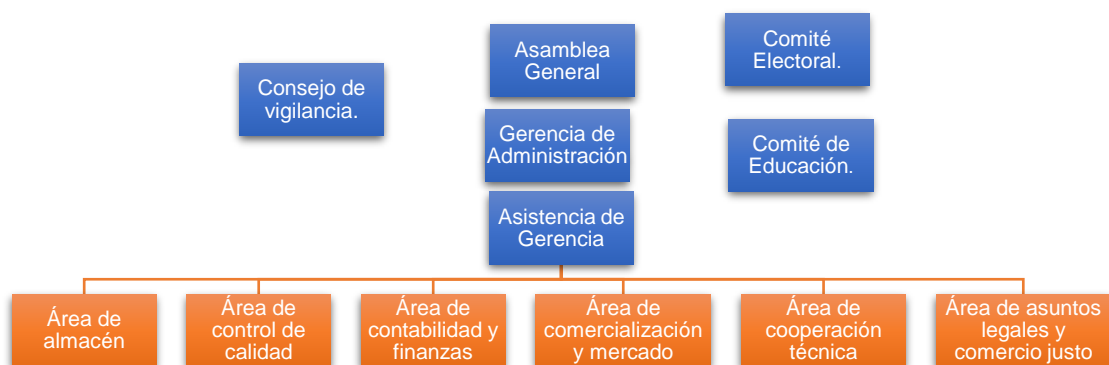 Asamblea
General
Comité
Electoral.
Consejo de
vigilancia.
Gerencia de
Administración
Comité de
Educación.
Asistencia de
Gerencia
Área de
almacén
Área de
control de
calidad
Área de
contabilidad y
finanzas
Área de
comercialización
y mercado
Área de
cooperación
técnica
Área de asuntos
legales y
comercio justo